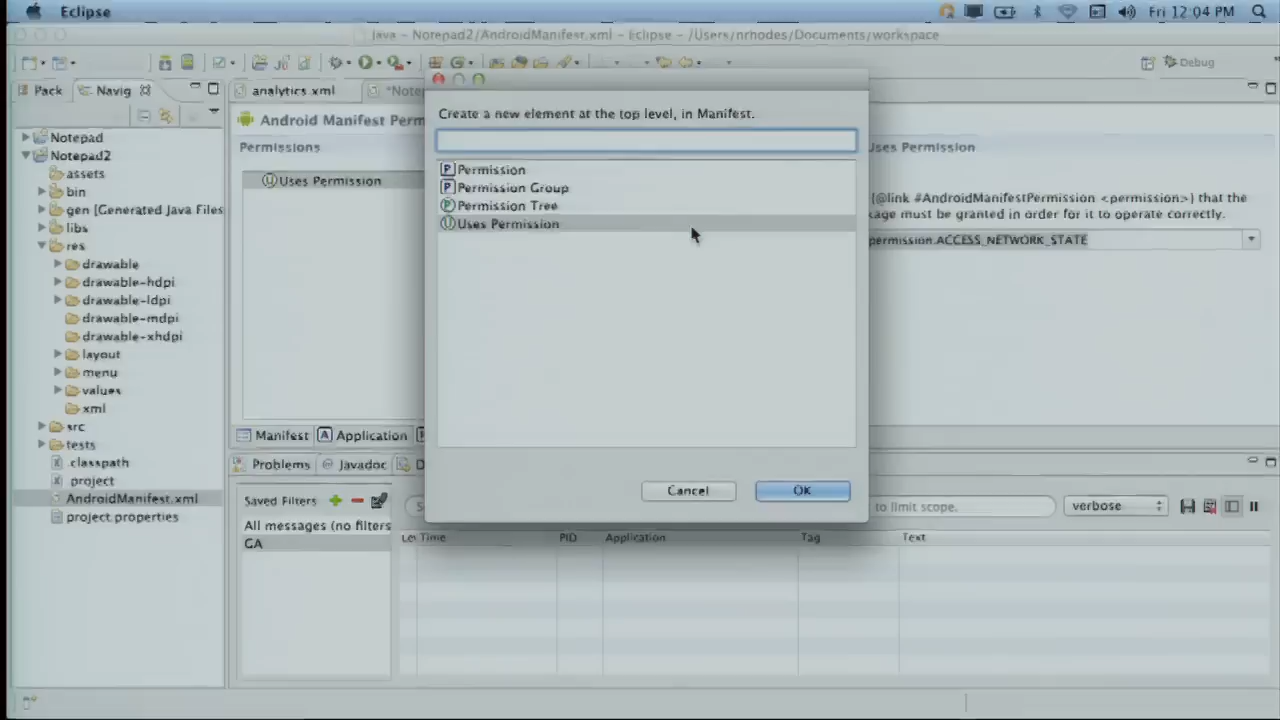 Eclipse
Fri 12:04 PM
Java - Notepad2/AndroidManifest.xml - Eclipse - /Users/nrhodes/Documents/workspace
Debug
Pack
Navig
analytics.xml
*Note
Create a new element at the top level, in Manifest.
Android Manifest Perm
Notepad
Permissions
Uses Permission
Notepad2
Permission
assets
Uses Permission
Permission Group
bin
{@link #AndroidManifestPermission <permission>} that the
Permission Tree
gen [Generated Java Files
kage must be granted in order for it to operate correctly.
Uses Permission
libs
permission.ACCESS_NETWORK_STATE
res
drawable
drawable-hdpi
drawable-ldpi
drawable-mdpi
drawable-xhdpi
layout
menu
values
xml
src
Manifest
Application
tests
.classpath
Problems
Javadoc
D
.project
Cancel
OK
AndroidManifest.xml
Saved Filters
to limit scope.
verbose
project.properties
All messages (no filters
Le
Time
PID
Application
Tag
Text
GA